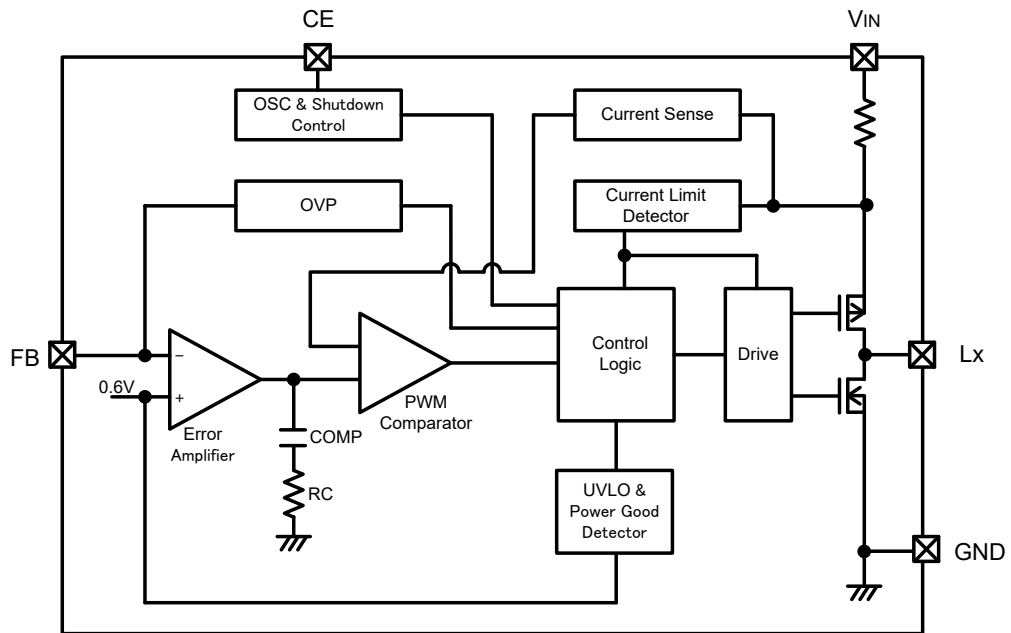 CE
VIN
OSC & Shutdown
Control
Current Sense
OVP
Current Limit
Detector
FB
−
0.6V
+
Error
Amplifier
COMP
RC
PWM
Comparator
Control
Logic
Drive
Lx
UVLO &
Power Good
Detector
GND